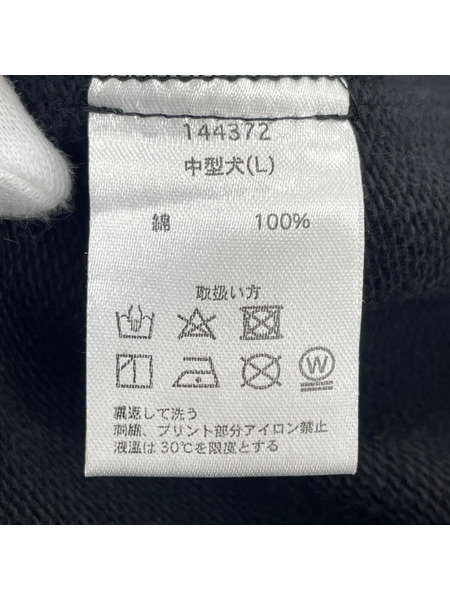 144372
中型犬(L)
綿 100%
取扱い方
W
裏返して洗う
刺繍、プリント部分アイロン禁止
液温は30℃を限度とする